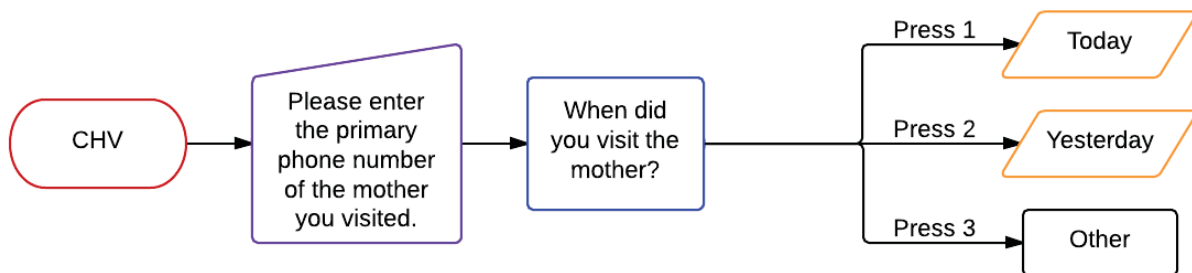 CHV
Please enter
the primary
phone number
of the mother
you visited.
When did
you visit the
mother?
Press 1
Today
Press 2
Yesterday
Press 3
Other